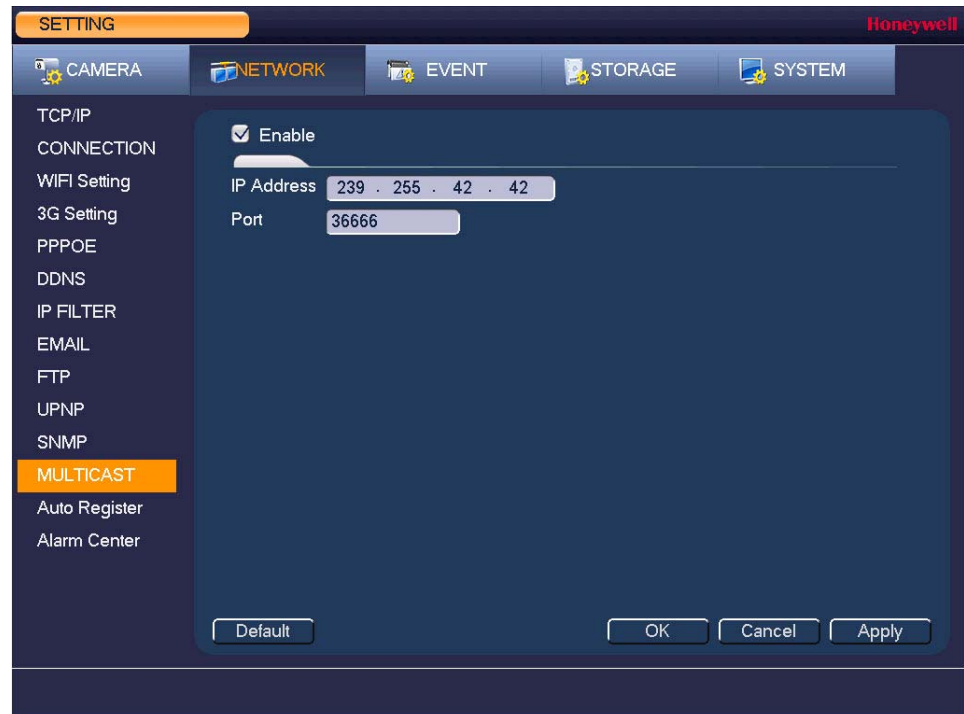 SETTING
Honeywell
CAMERA
NETWORK
EVENT
STORAGE
SYSTEM
TCP/IP
CONNECTION
WIFI Setting
3G Setting
PPPOE
DDNS
IP FILTER
EMAIL
FTP
UPNP
SNMP
MULTICAST
Auto Register
Alarm Center
Enable
IP Address 239 . 255 . 42 . 42
Port 36666
Default
OK
Cancel
Apply